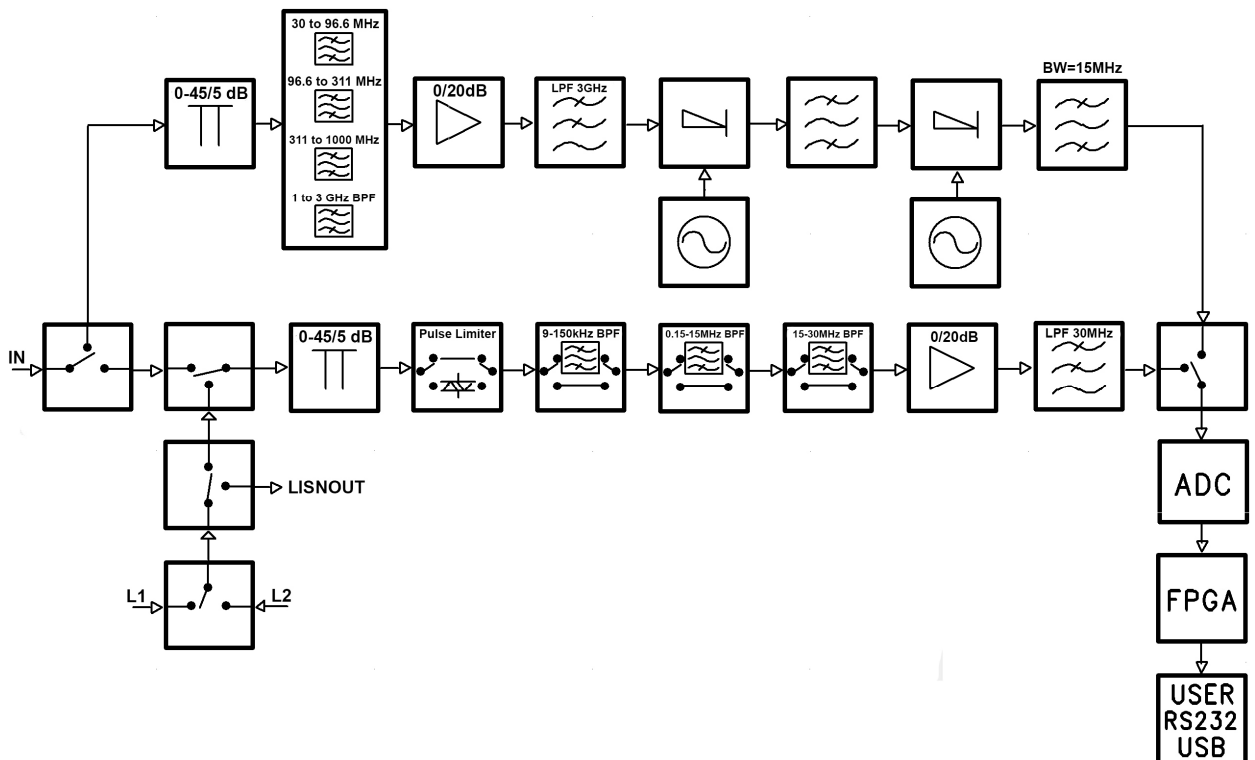 30 to 96.6 MHz
96.6 to 311 MHz
311 to 1000 MHz
1 to 3 GHz BPF
0-45/5 dB
0/20dB
LPF 3GHz
BW=15MHz
IN
0-45/5 dB
Pulse Limiter
9-150kHz BPF
0.15-15MHz BPF
15-30MHz BPF
0/20dB
LPF 30MHz
LISNOUT
L1
L2
ADC
FPGA
USER
RS232
USB